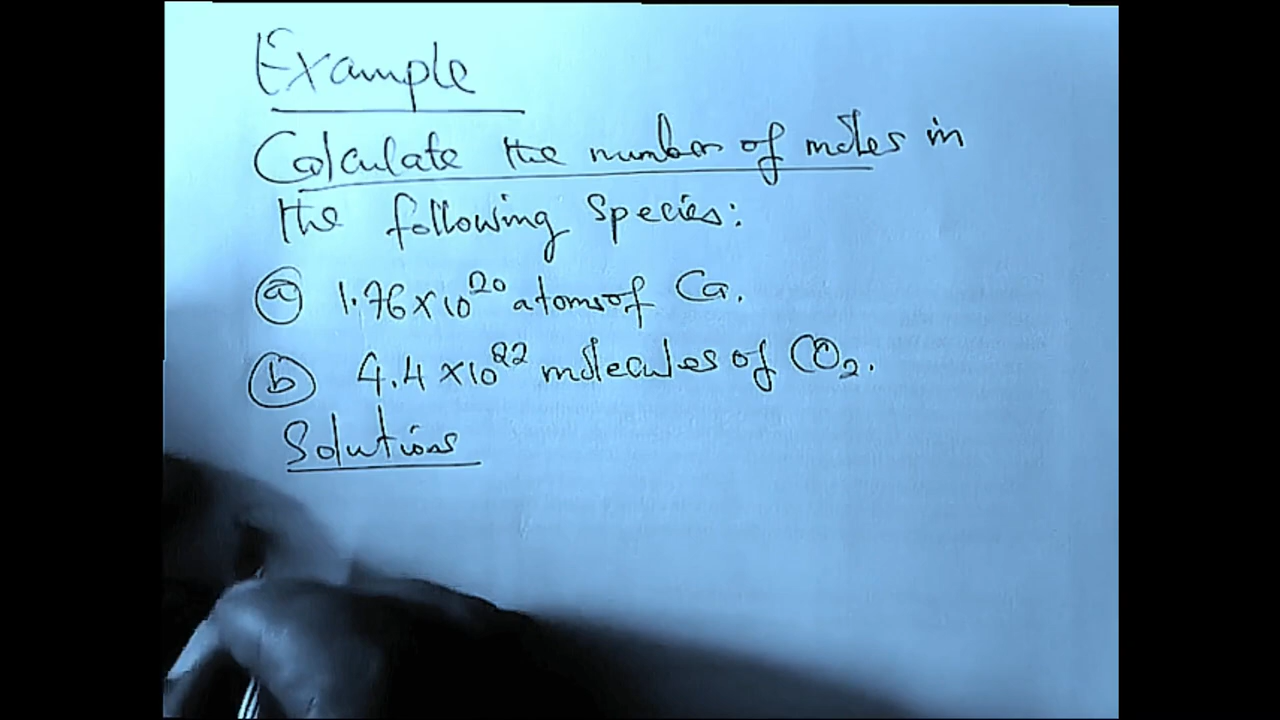 Example
Calculate the number of moles in
the following species:
(a) 1.76 × 10²⁰ atoms of Ca.
(b) 4.4 × 10²² molecules of CO₂.
Solutions